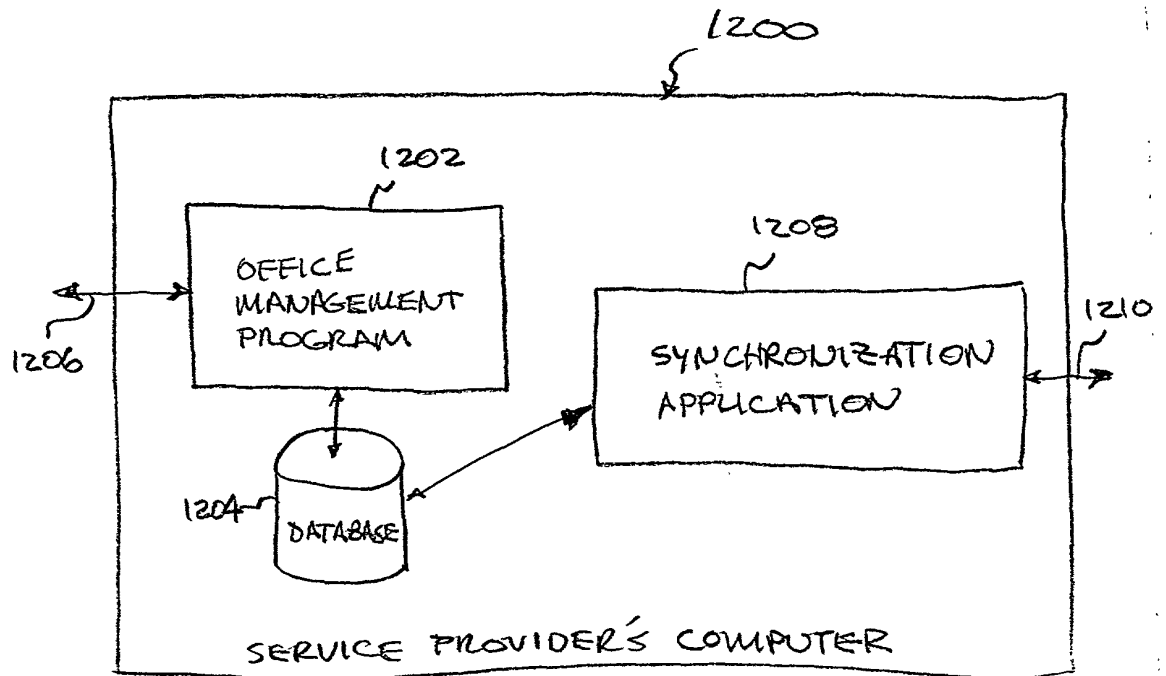 1200
1202
OFFICE
MANAGEMENT
PROGRAM
1206
1208
SYNCHRONIZATION
APPLICATION
1210
1204
DATABASE
SERVICE PROVIDER'S COMPUTER